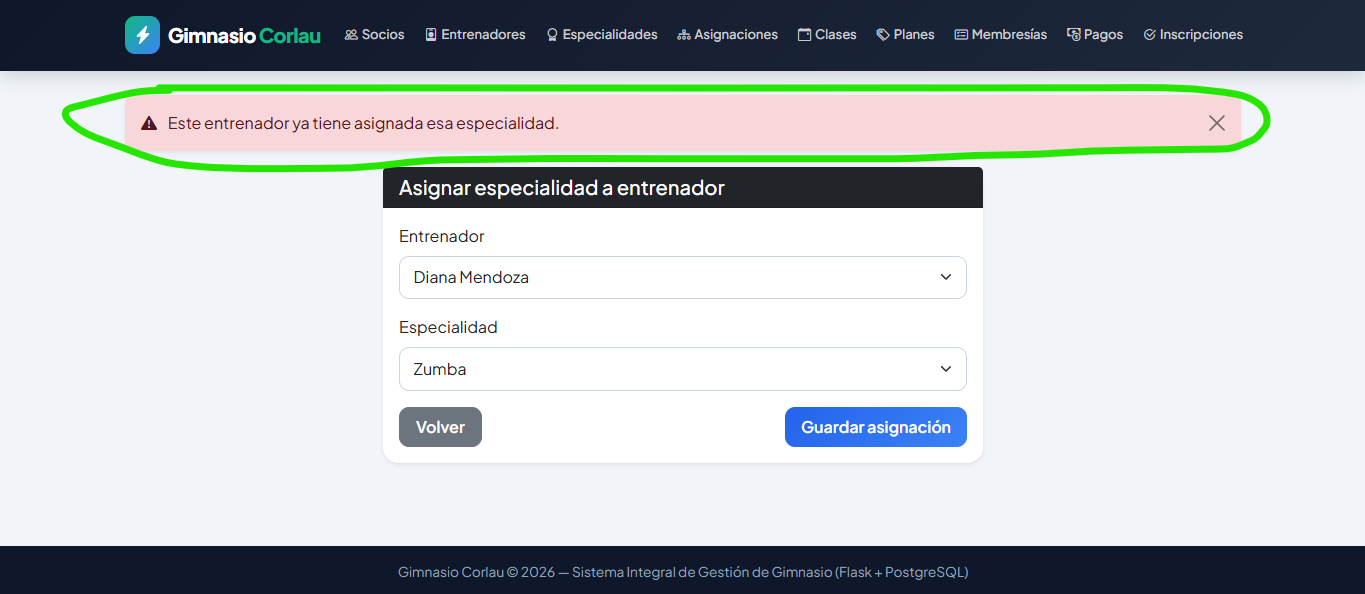 Gimnasio Corlau Socios Entrenadores Especialidades Asignaciones Clases Planes Membresías Pagos Inscripciones
Este entrenador ya tiene asignada esa especialidad.
Asignar especialidad a entrenador
Entrenador
Diana Mendoza
Especialidad
Zumba
Volver Guardar asignación
Gimnasio Corlau © 2026 — Sistema Integral de Gestión de Gimnasio (Flask + PostgreSQL)